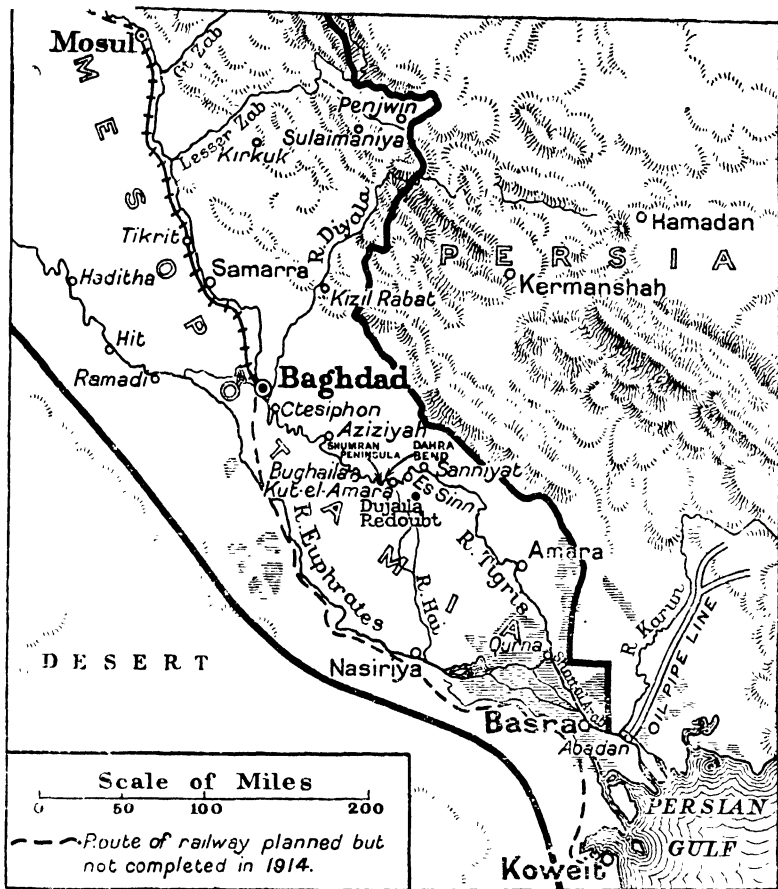 Mosul
Gt Zab
MESOPOTAMIA
Lesser Zab
Penjwin
Sulaimaniya
Kirkuk
R. Diyala
Tikrit
Samarra
Haditha
Kizil Rabat
Hamadan
PERSIA
Kermanshah
Hit
Ramadi
Baghdad
Ctesiphon
Aziziyah
SHUMRAN
PENINSULA
DAHRA
BEND
Bughaila
Sanniyat
Kut-el-Amara
Es Sinn
Dujaila
Redoubt
R. Euphrates
R. Tigris
Amara
R. Hai
R. Karun
OIL PIPE LINE
Qurna
DESERT
Nasiriya
Basra
Abadan
Scale of Miles
0 50 100 200
Route of railway planned but
not completed in 1914.
PERSIAN
GULF
Koweit